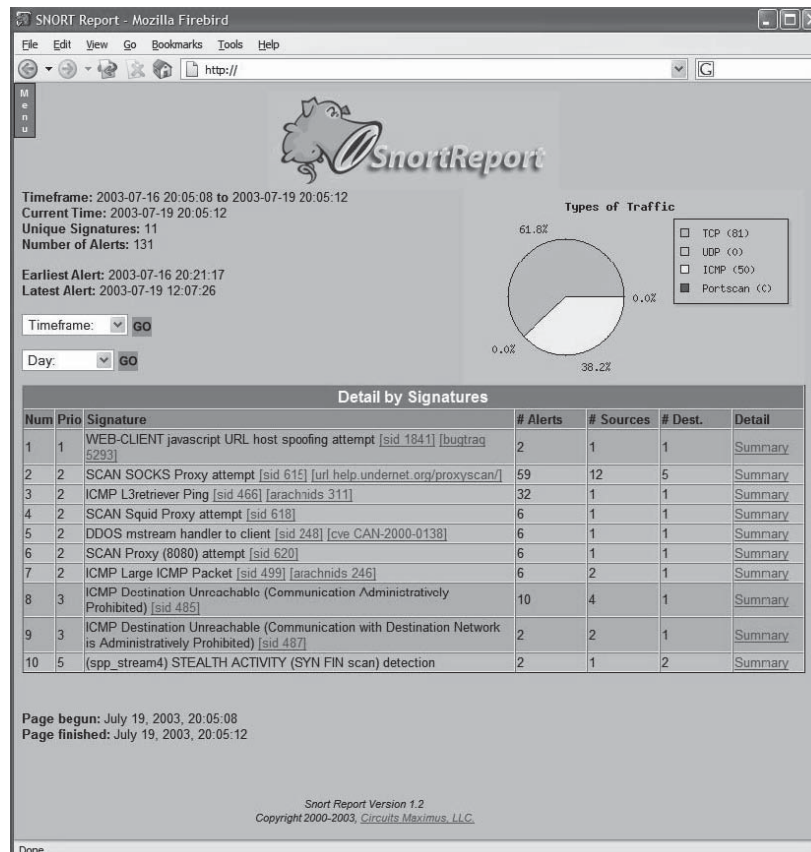 SNORT Report - Mozilla Firebird
File Edit View Go Bookmarks Tools Help
http://
G
Menu
SnortReport
Timeframe: 2003-07-16 20:05:08 to 2003-07-19 20:05:12
Current Time: 2003-07-19 20:05:12
Unique Signatures: 11
Number of Alerts: 131
Earliest Alert: 2003-07-16 20:21:17
Latest Alert: 2003-07-19 12:07:26
Timeframe: GO
Day: GO
Types of Traffic
61.8%
0.0%
0.0%
38.2%
TCP (81)
UDP (0)
ICMP (50)
Portscan (C)
Detail by Signatures
Num Prio Signature # Alerts # Sources # Dest. Detail
1 1 WEB-CLIENT javascript URL host spoofing attempt [sid 1841] [bugtraq 5293] 2 1 1 Summary
2 2 SCAN SOCKS Proxy attempt [sid 615] [url help.undernet.org/proxyscan/] 59 12 5 Summary
3 2 ICMP L3retriever Ping [sid 466] [arachnids 311] 32 1 1 Summary
4 2 SCAN Squid Proxy attempt [sid 618] 6 1 1 Summary
5 2 DDOS mstream handler to client [sid 248] [cve CAN-2000-0138] 6 1 1 Summary
6 2 SCAN Proxy (8080) attempt [sid 620] 6 1 1 Summary
7 2 ICMP Large ICMP Packet [sid 499] [arachnids 246] 6 2 1 Summary
8 3 ICMP Destination Unreachable (Communication Administratively Prohibited) [sid 485] 10 4 1 Summary
9 3 ICMP Destination Unreachable (Communication with Destination Network is Administratively Prohibited) [sid 487] 2 2 1 Summary
10 5 (spp_stream4) STEALTH ACTIVITY (SYN FIN scan) detection 2 1 2 Summary
Page begun: July 19, 2003, 20:05:08
Page finished: July 19, 2003, 20:05:12
Snort Report Version 1.2
Copyright 2000-2003, Circuits Maximus, LLC.
Done